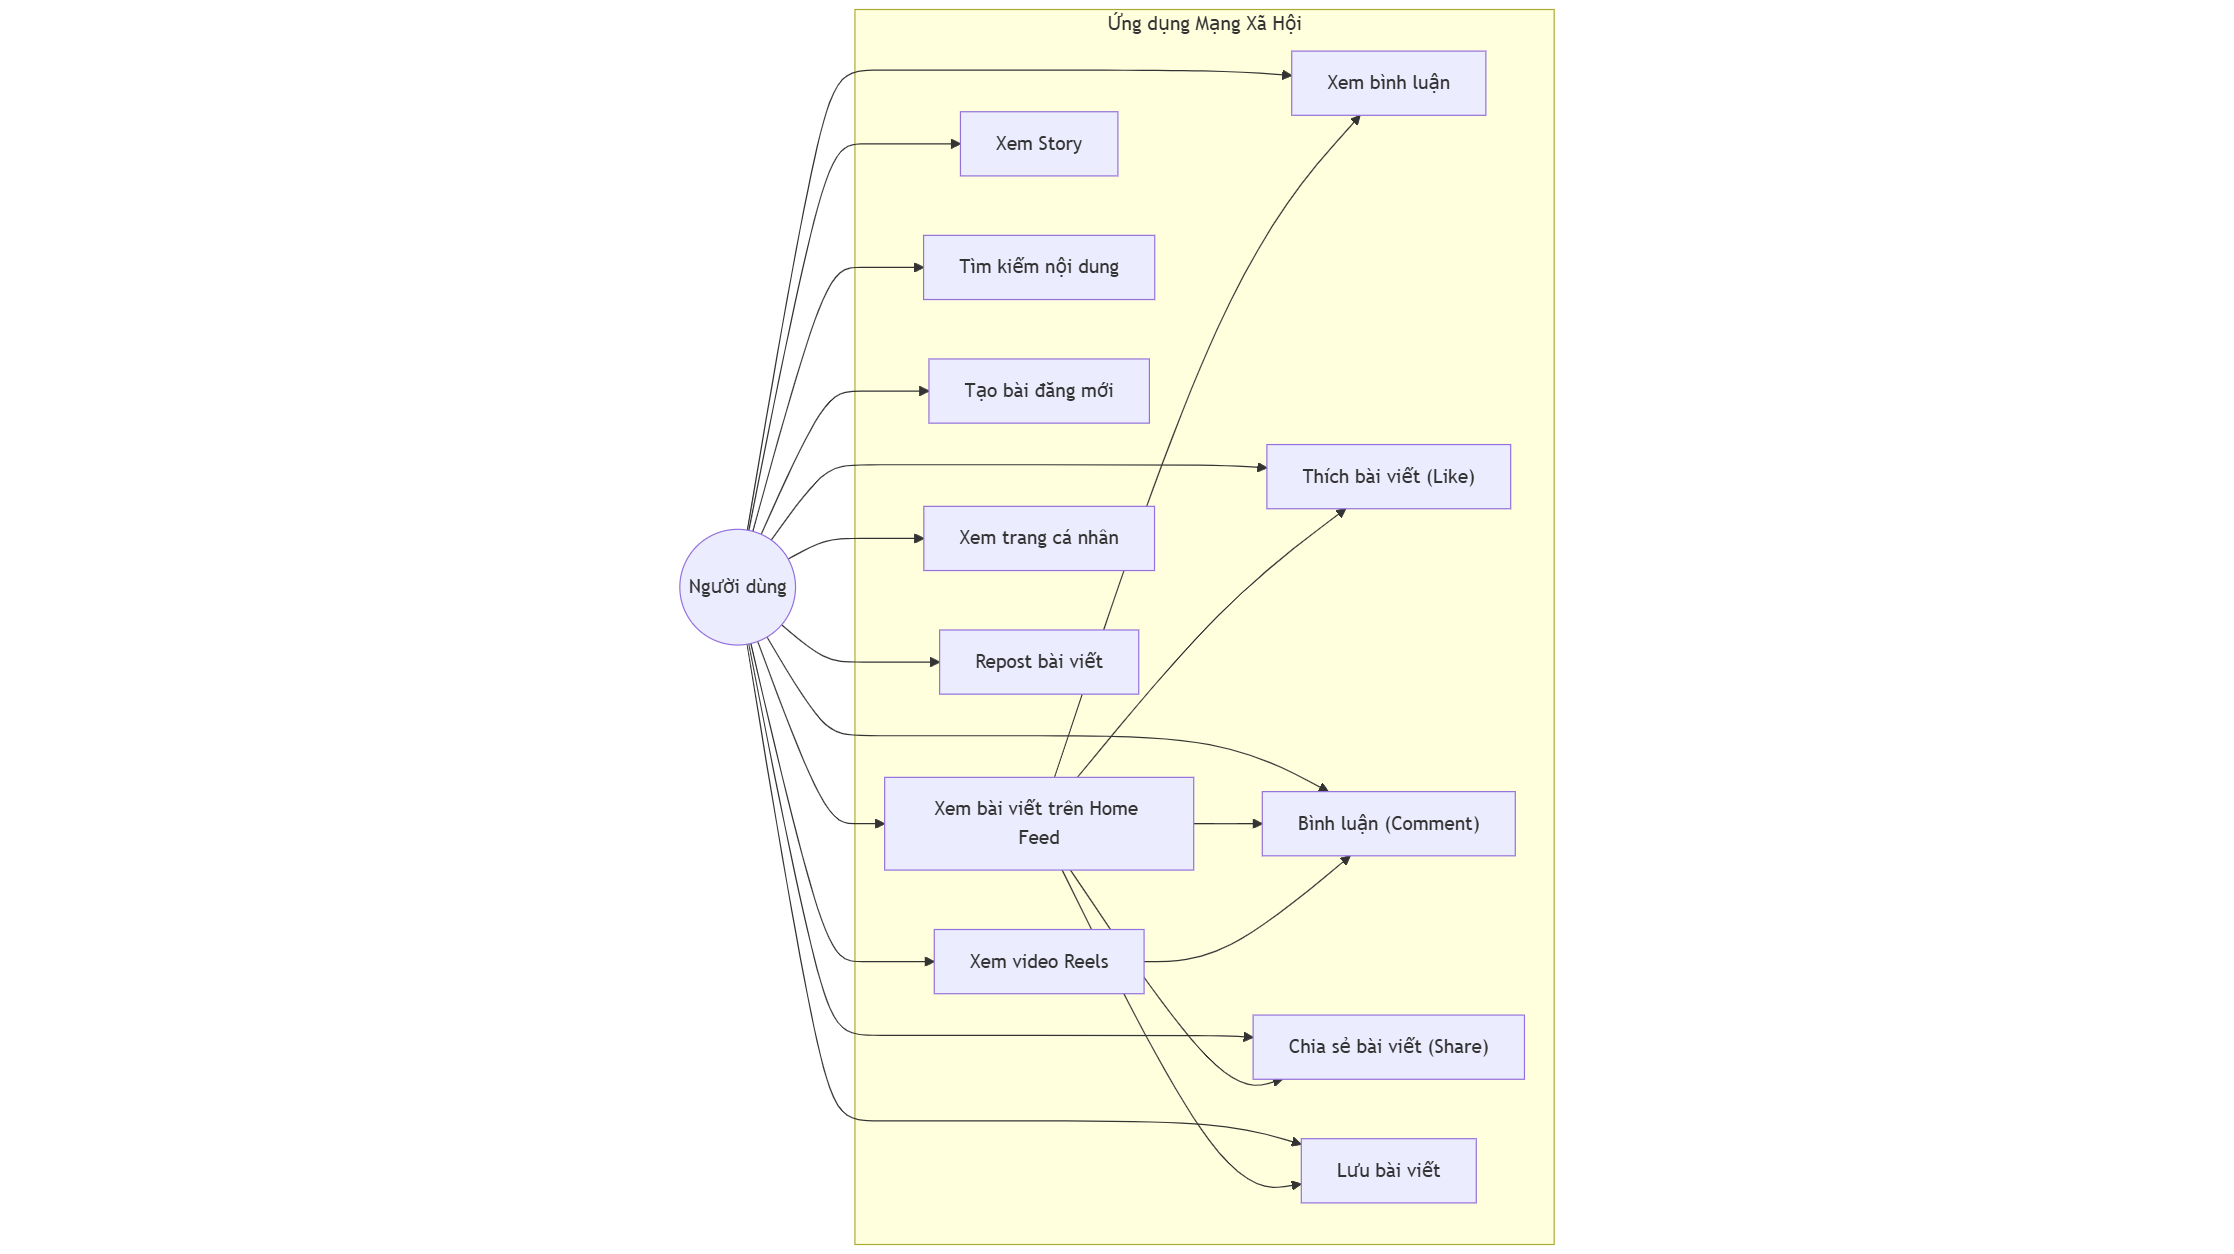 Ứng dụng Mạng Xã Hội
Xem bình luận
Xem Story
Tìm kiếm nội dung
Tạo bài đăng mới
Thích bài viết (Like)
Xem trang cá nhân
Người dùng
Repost bài viết
Xem bài viết trên Home
Feed
Bình luận (Comment)
Xem video Reels
Chia sẻ bài viết (Share)
Lưu bài viết